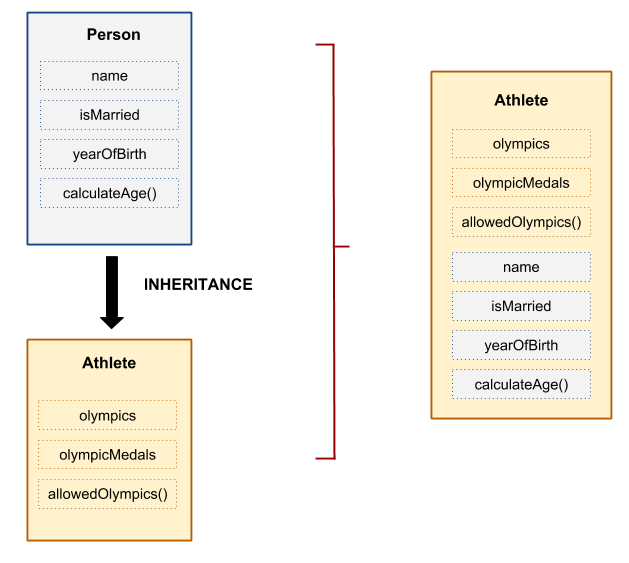 Person
name
isMarried
yearOfBirth
calculateAge()
INHERITANCE
Athlete
olympics
olympicMedals
allowedOlympics()
Athlete
olympics
olympicMedals
allowedOlympics()
name
isMarried
yearOfBirth
calculateAge()